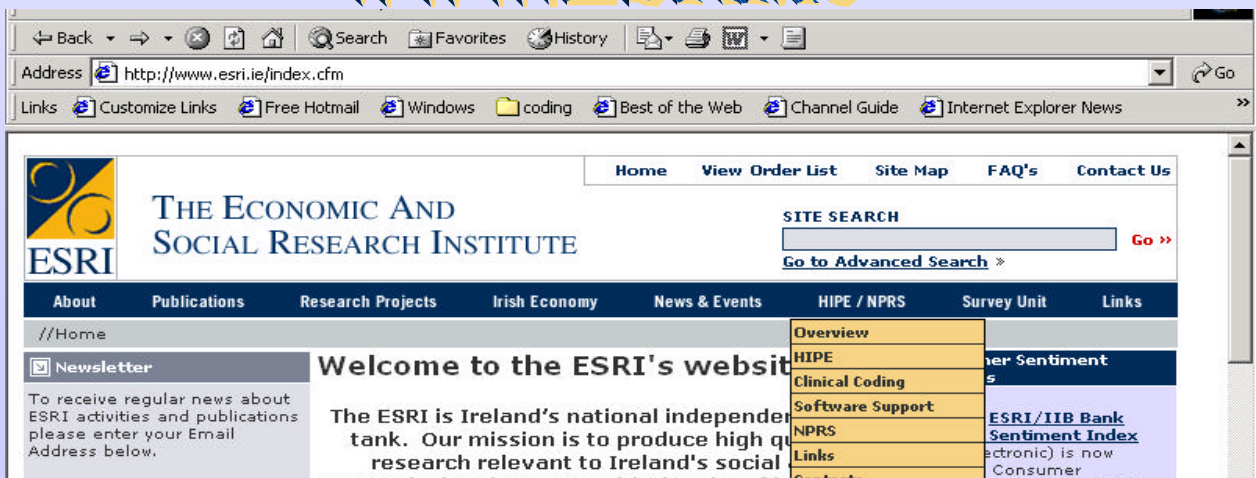 Back Search Favorites History
Address http://www.esri.ie/index.cfm Go
Links Customize Links Free Hotmail Windows coding Best of the Web Channel Guide Internet Explorer News »
Home View Order List Site Map FAQ's Contact Us
THE ECONOMIC AND
SOCIAL RESEARCH INSTITUTE
ESRI
SITE SEARCH
Go »
Go to Advanced Search »
About Publications Research Projects Irish Economy News & Events HIPE / NPRS Survey Unit Links
//Home
Overview
HIPE
Clinical Coding
Software Support
NPRS
Links
Newsletter
To receive regular news about
ESRI activities and publications
please enter your Email
Address below.
Welcome to the ESRI's
The ESRI is Ireland's national
tank. Our mission is to produce high
research relevant to Ireland's social
Sentiment
ESRI/IIB Bank
Sentiment Index
is now
Consumer